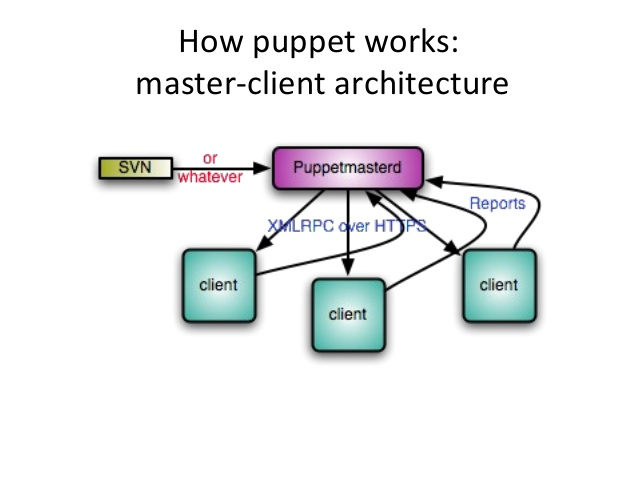 How puppet works:
master-client architecture
SVN
or
whatever
Puppetmasterd
XMLRPC over HTTPS
Reports
client
client
client